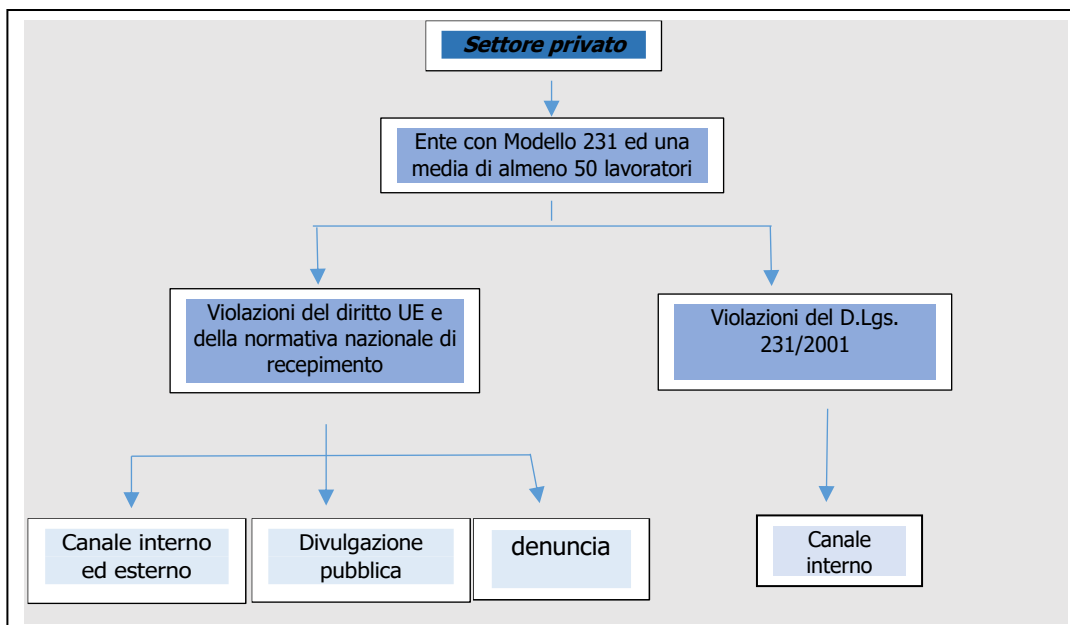 Settore privato
Ente con Modello 231 ed una
media di almeno 50 lavoratori
Violazioni del diritto UE e
della normativa nazionale di
recepimento
Violazioni del D.Lgs.
231/2001
Canale interno
ed esterno
Divulgazione
pubblica
denuncia
Canale
interno